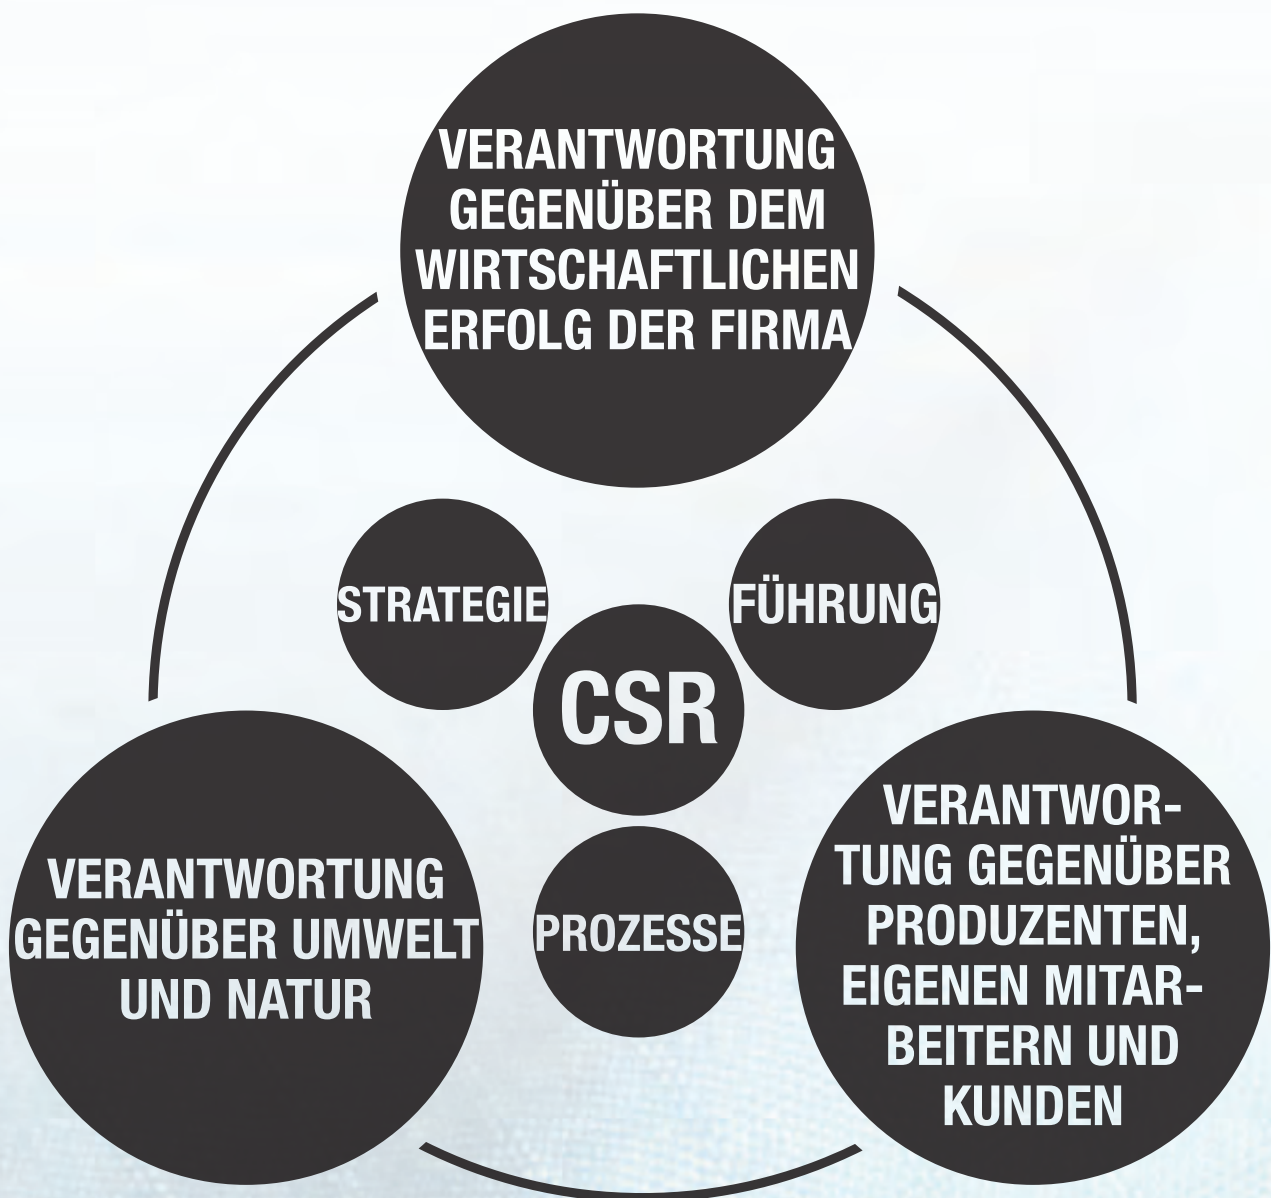 VERANTWORTUNG
GEGENÜBER DEM
WIRTSCHAFTLICHEN
ERFOLG DER FIRMA
STRATEGIE
FÜHRUNG
CSR
PROZESSE
VERANTWORTUNG
GEGENÜBER UMWELT
UND NATUR
VERANTWOR-
TUNG GEGENÜBER
PRODUZENTEN,
EIGENEN MITAR-
BEITERN UND
KUNDEN